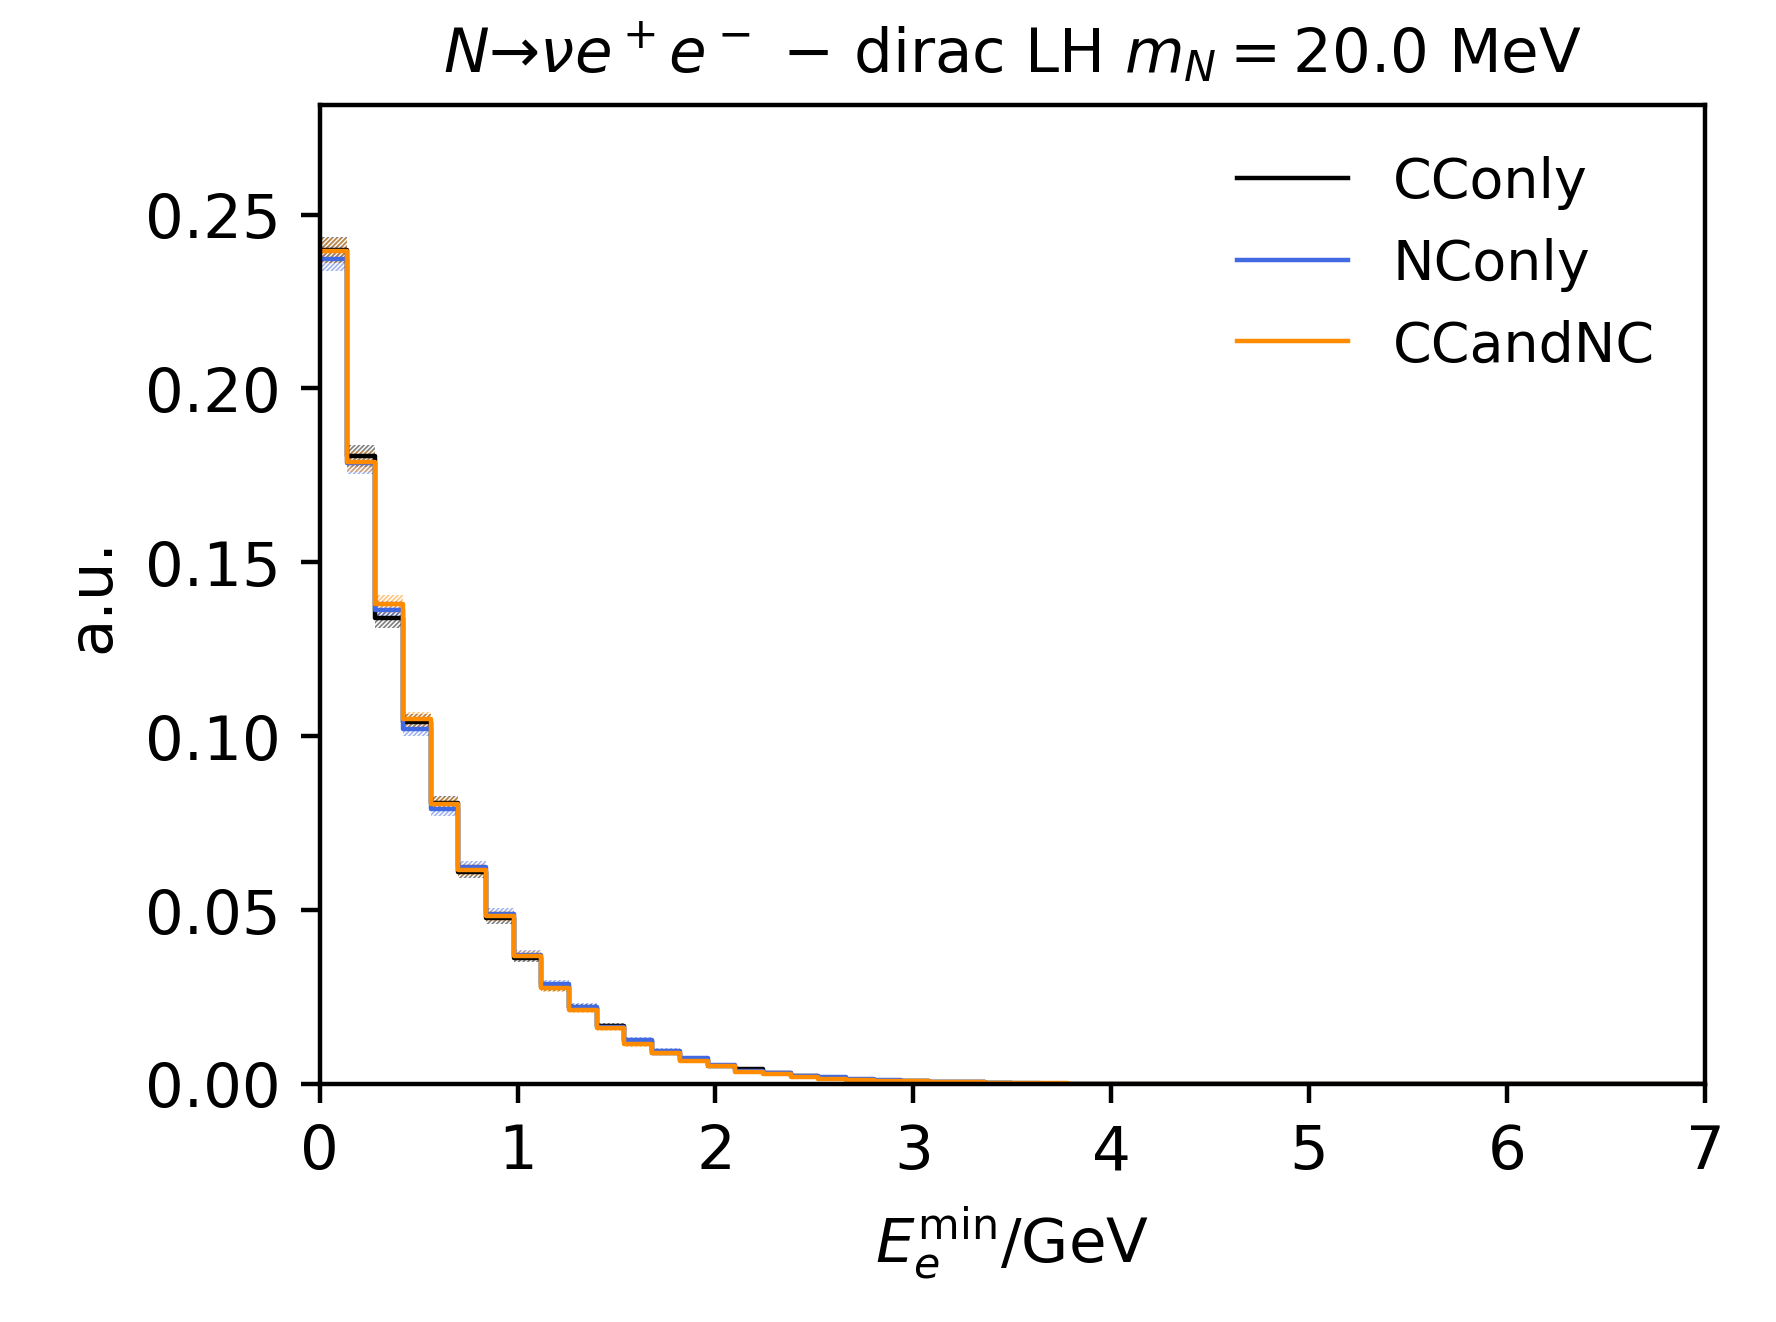 N→νe⁺e⁻ − dirac LH m_N = 20.0 MeV
CConly
NConly
CCandNC
0.25
0.20
0.15
0.10
0.05
0.00
a.u.
0 1 2 3 4 5 6 7
E_e^min/GeV